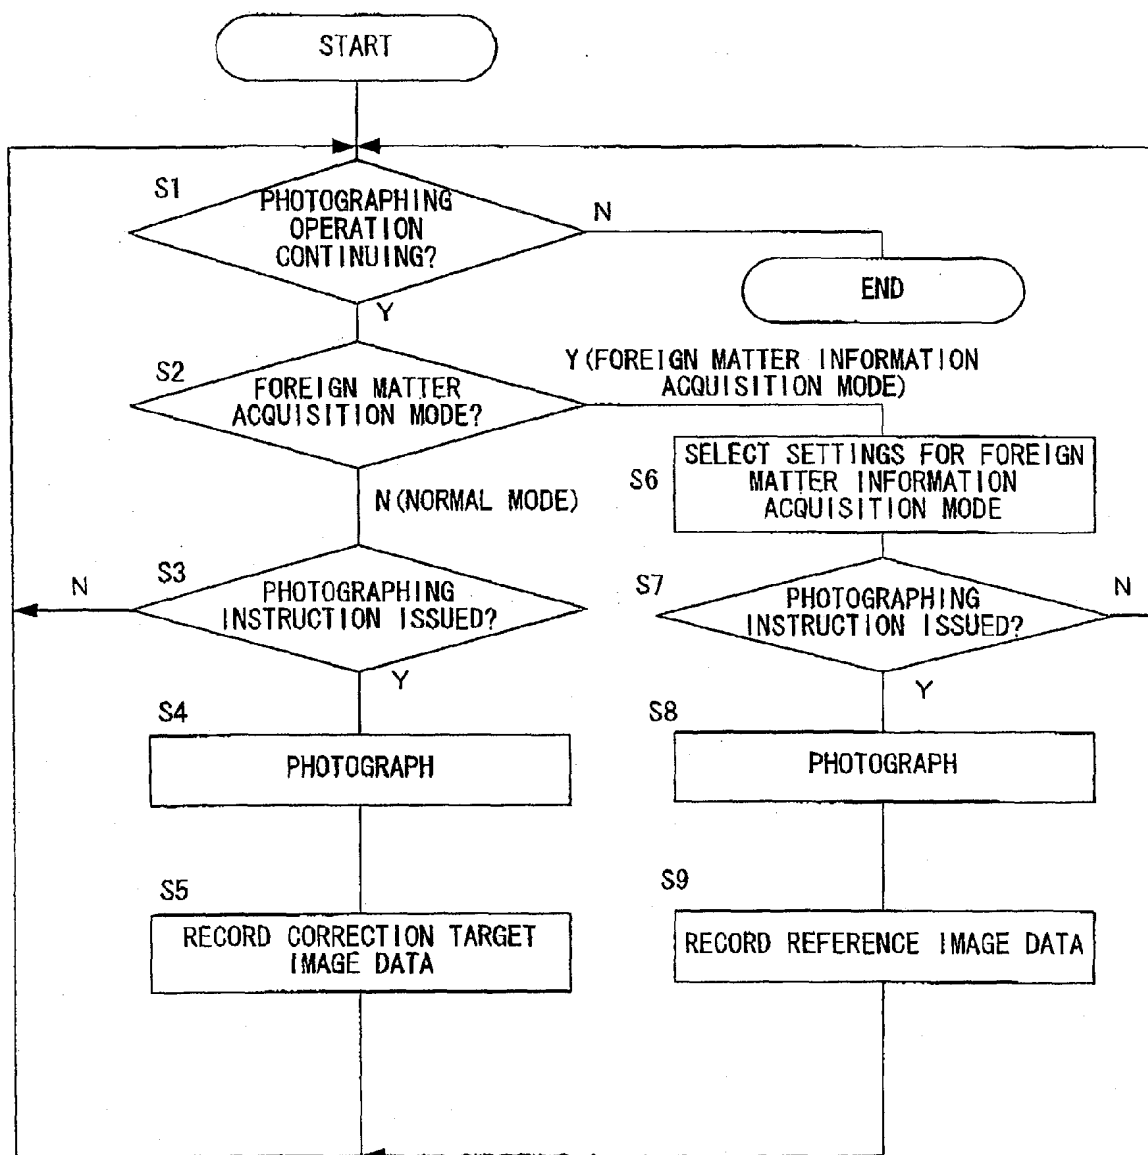 START
S1
PHOTOGRAPHING
OPERATION
CONTINUING?
N
END
Y
S2
FOREIGN MATTER
ACQUISITION MODE?
Y(FOREIGN MATTER INFORMATION
ACQUISITION MODE)
S6
SELECT SETTINGS FOR FOREIGN
MATTER INFORMATION
ACQUISITION MODE
N(NORMAL MODE)
S3
N
PHOTOGRAPHING
INSTRUCTION ISSUED?
Y
S7
PHOTOGRAPHING
INSTRUCTION ISSUED?
N
Y
S4
PHOTOGRAPH
S8
PHOTOGRAPH
S5
RECORD CORRECTION TARGET
IMAGE DATA
S9
RECORD REFERENCE IMAGE DATA